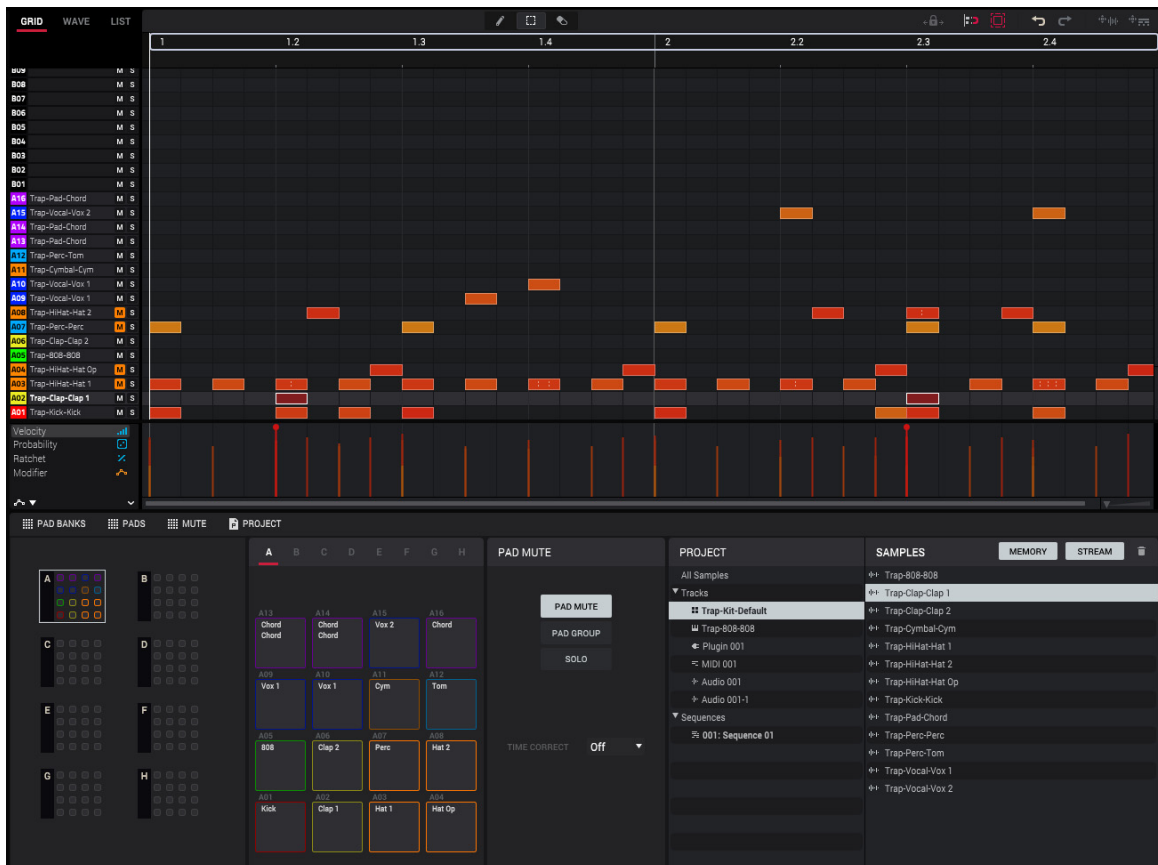 GRID WAVE LIST
1 1.2 1.3 1.4 2 2.2 2.3 2.4
B09 M S
B08 M S
B07 M S
B06 M S
B05 M S
B04 M S
B03 M S
B02 M S
B01 M S
A16 Trap-Pad-Chord M S
A15 Trap-Vocal-Vox 2 M S
A14 Trap-Pad-Chord M S
A13 Trap-Pad-Chord M S
A12 Trap-Perc-Tom M S
A11 Trap-Cymbal-Cym M S
A10 Trap-Vocal-Vox 1 M S
A09 Trap-Vocal-Vox 1 M S
A08 Trap-HiHat-Hat 2 M S
A07 Trap-Perc-Perc M S
A06 Trap-Clap-Clap 2 M S
A05 Trap-808-808 M S
A04 Trap-HiHat-Hat Op M S
A03 Trap-HiHat-Hat 1 M S
A02 Trap-Clap-Clap 1 M S
A01 Trap-Kick-Kick M S
Velocity
Probability
Ratchet
Modifier
PAD BANKS PADS MUTE PROJECT
A B
C D
E F
G H
A B C D E F G H
A13 A14 A15 A16
Chord Chord Vox 2 Chord
Chord Chord
A09 A10 A11 A12
Vox 1 Vox 1 Cym Tom
A05 A06 A07 A08
808 Clap 2 Perc Hat 2
A01 A02 A03 A04
Kick Clap 1 Hat 1 Hat Op
PAD MUTE
PAD MUTE
PAD GROUP
SOLO
TIME CORRECT Off
PROJECT
All Samples
Tracks
Trap-Kit-Default
Trap-808-808
Plugin 001
MIDI 001
Audio 001
Audio 001-1
Sequences
001: Sequence 01
SAMPLES MEMORY STREAM
Trap-808-808
Trap-Clap-Clap 1
Trap-Clap-Clap 2
Trap-Cymbal-Cym
Trap-HiHat-Hat 1
Trap-HiHat-Hat 2
Trap-HiHat-Hat Op
Trap-Kick-Kick
Trap-Pad-Chord
Trap-Perc-Perc
Trap-Perc-Tom
Trap-Vocal-Vox 1
Trap-Vocal-Vox 2